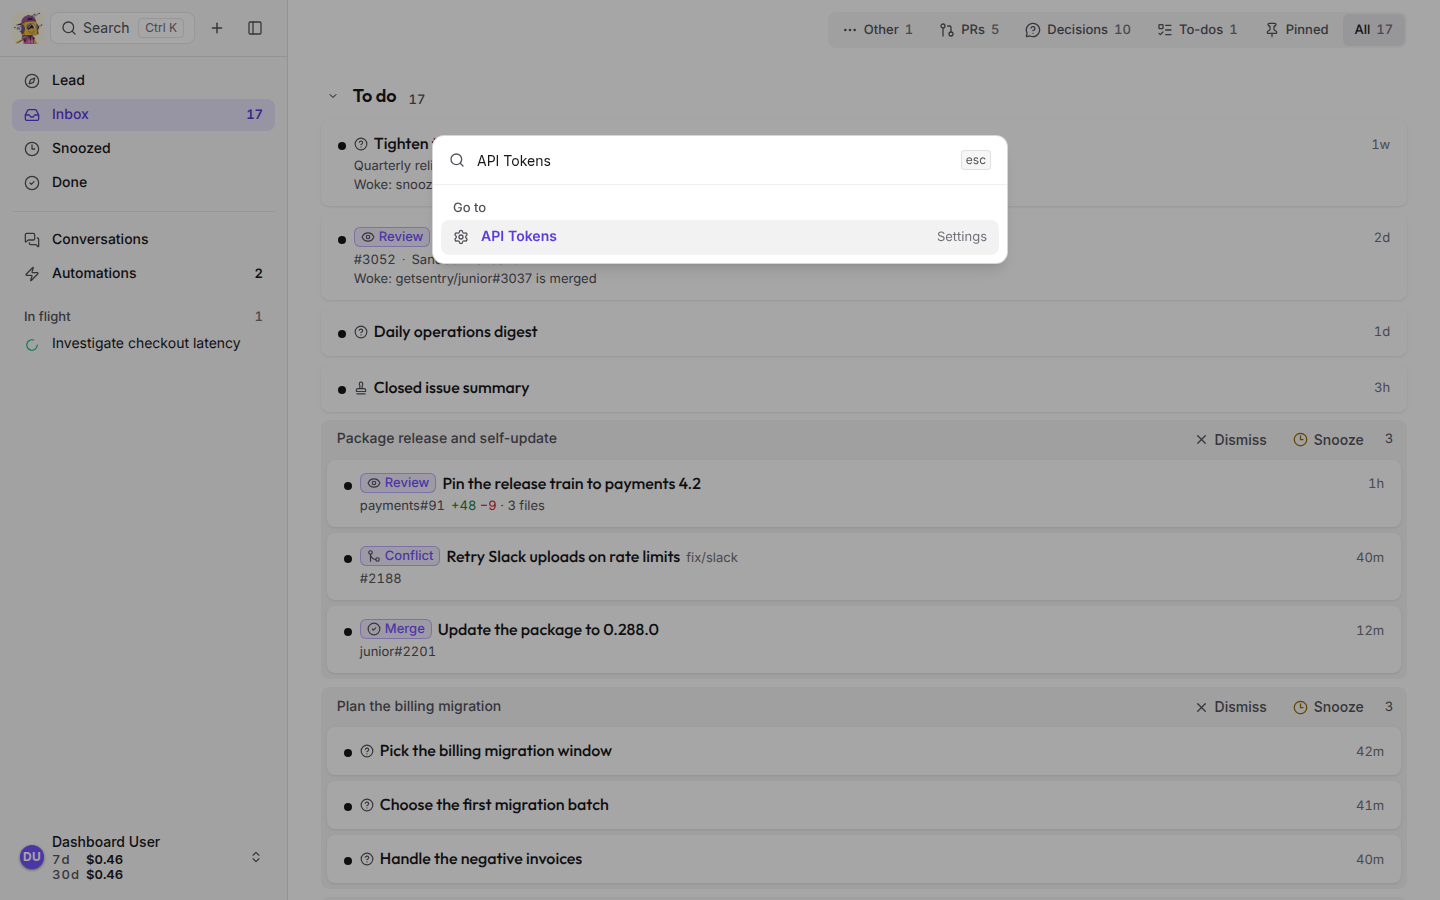 Search Ctrl K
Lead
Inbox 17
Snoozed
Done
Conversations
Automations 2
In flight 1
Investigate checkout latency
Dashboard User
DU
7d $0.46
30d $0.46
Other 1 PRs 5 Decisions 10 To-dos 1 Pinned All 17
To do 17
API Tokens esc
Go to
API Tokens Settings
Tighten 1w
Quarterly reli
Woke: snooz
Review 2d
#3052 · San
Woke: getsentry/junior#3037 is merged
Daily operations digest 1d
Closed issue summary 3h
Package release and self-update Dismiss Snooze 3
Review Pin the release train to payments 4.2 1h
payments#91 +48 −9 · 3 files
Conflict Retry Slack uploads on rate limits fix/slack 40m
#2188
Merge Update the package to 0.288.0 12m
junior#2201
Plan the billing migration Dismiss Snooze 3
Pick the billing migration window 42m
Choose the first migration batch 41m
Handle the negative invoices 40m